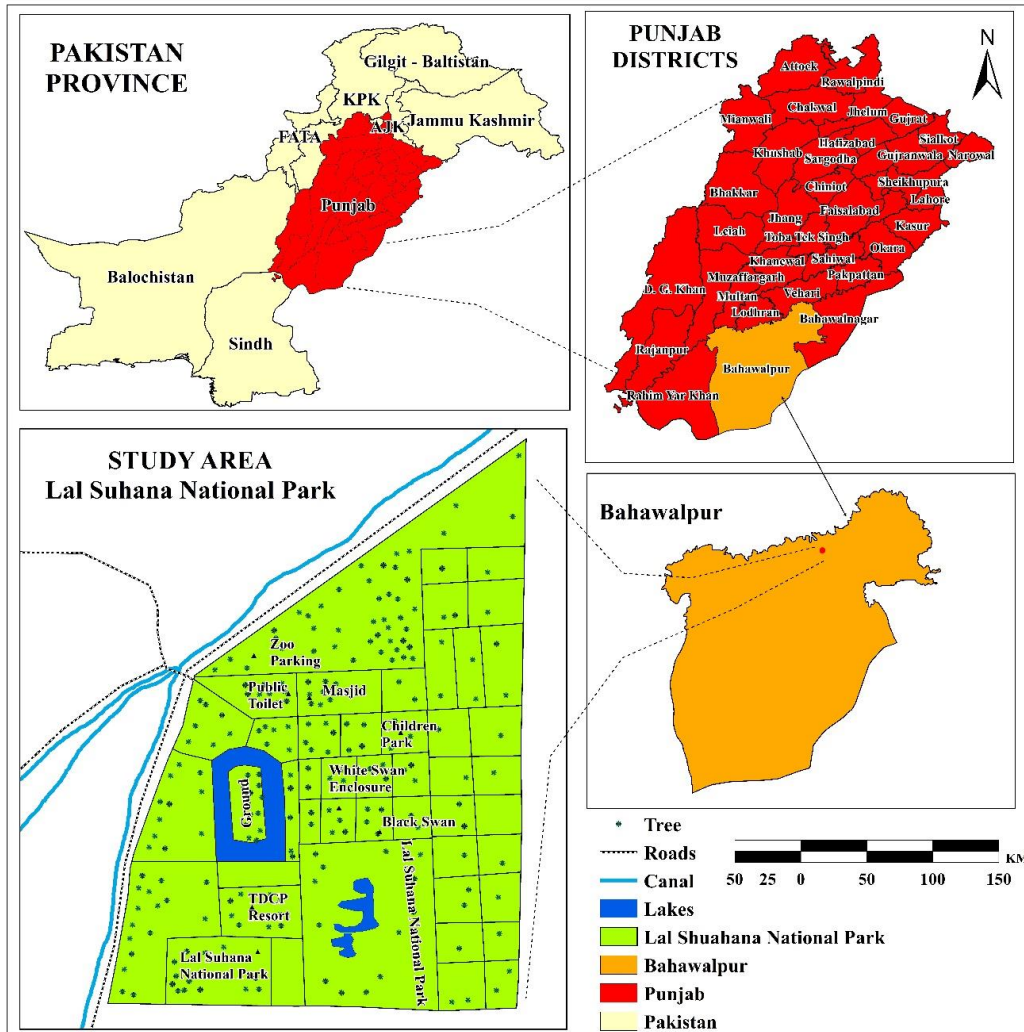 PAKISTAN
PROVINCE
Gilgit - Baltistan
KPK
AJK
Jammu Kashmir
FATA
Punjab
Balochistan
Sindh
PUNJAB
DISTRICTS
N
Attock
Rawalpindi
Chakwal
Jhelum
Mianwali
Gujrat
Sialkot
Hafizabad
Khushab
Sargodha
Gujranwala
Narowal
Sheikhupura
Bhakkar
Chiniot
Lahore
Faisalabad
Jhang
Kasur
Leiah
Toba Tek Singh
Okara
Khanewal
Sahiwal
Muzaffargarh
Pakpattan
D. G. Khan
Multan
Vehari
Lodhran
Bahawalnagar
Rajanpur
Bahawalpur
Rahim Yar Khan
STUDY AREA
Lal Suhana National Park
Zoo
Parking
Public
Toilet
Masjid
Children
Park
White Swan
Enclosure
Ground
Black Swan
Lal Suhana National Park
TDCP
Resort
Lal Suhana
National Park
Bahawalpur
Tree
Roads
Canal
Lakes
Lal Shuahana National Park
Bahawalpur
Punjab
Pakistan
KM
50 25 0 50 100 150